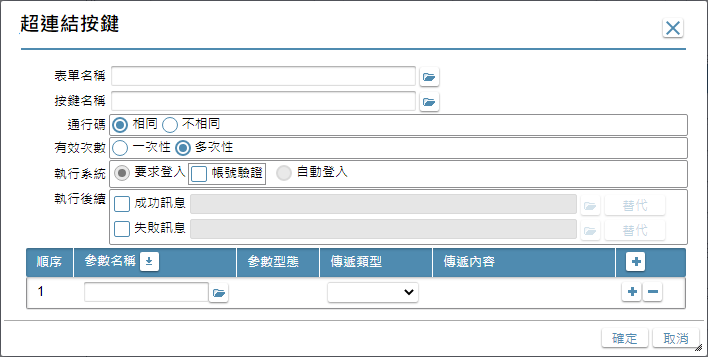 超連結按鍵
表單名稱
按鍵名稱
通行碼 相同 不相同
有效次數 一次性 多次性
執行系統 要求登入 帳號驗證 自動登入
執行後續 成功訊息 替代
失敗訊息 替代
順序 參數名稱 參數型態 傳遞類型 傳遞內容
1
確定 取消